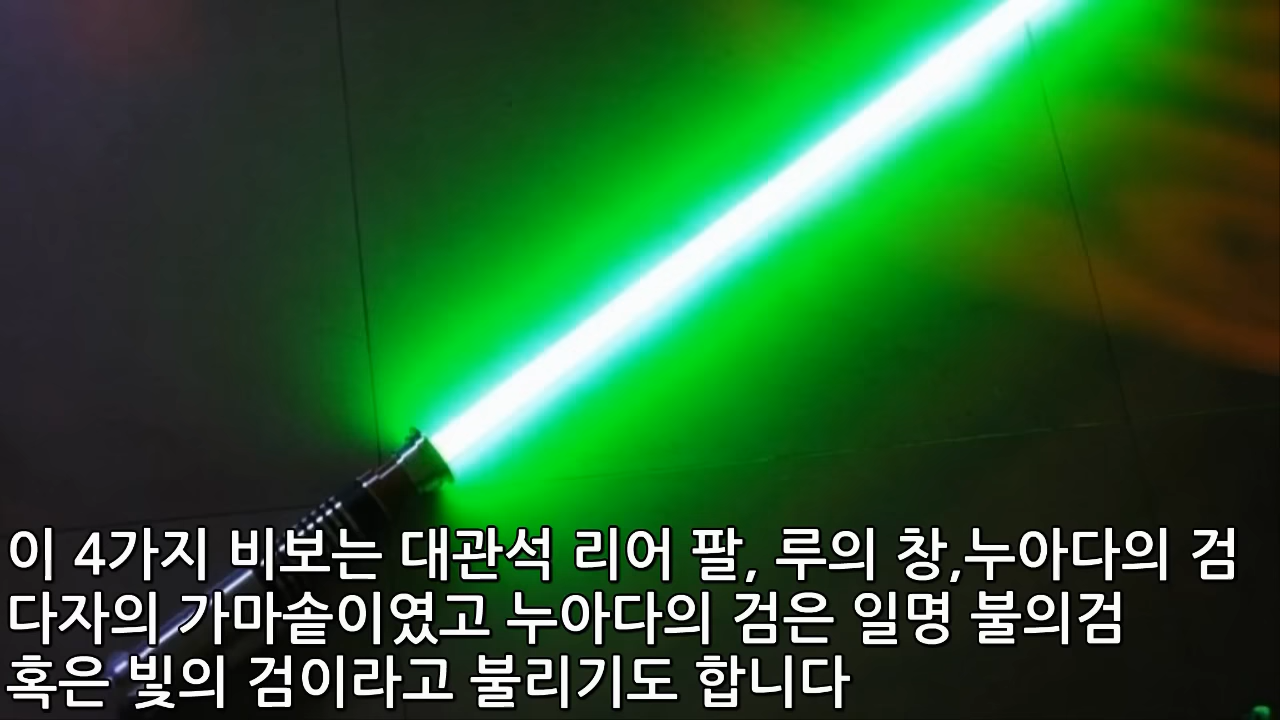 이 4가지 비보는 대관석 리어 팔, 루의 창,누아다의 검
다자의 가마솥이였고 누아다의 검은 일명 불의검
혹은 빛의 검이라고 불리기도 합니다